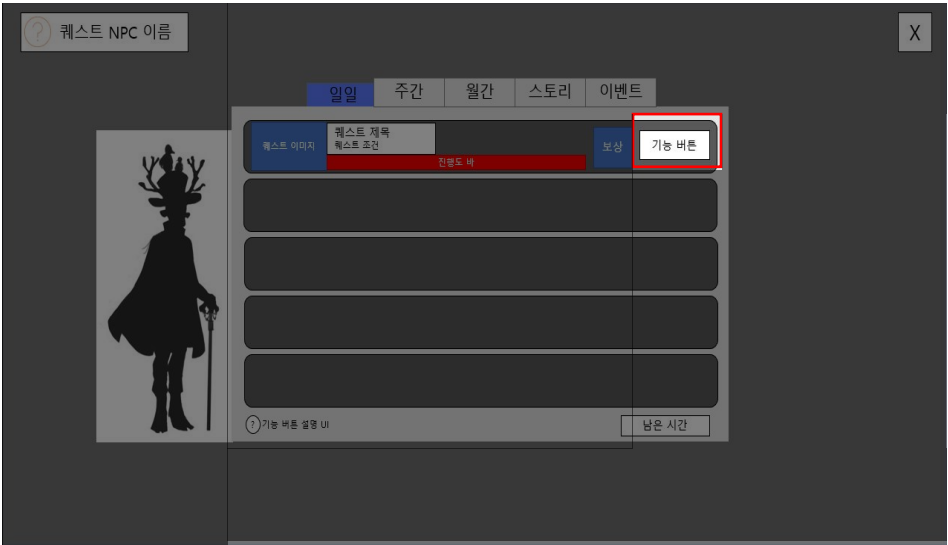 ? 퀘스트 NPC 이름
X
일일 주간 월간 스토리 이벤트
퀘스트 이미지
퀘스트 제목
퀘스트 조건
진행도 바
보상
기능 버튼
? 기능 버튼 설명 UI
남은 시간